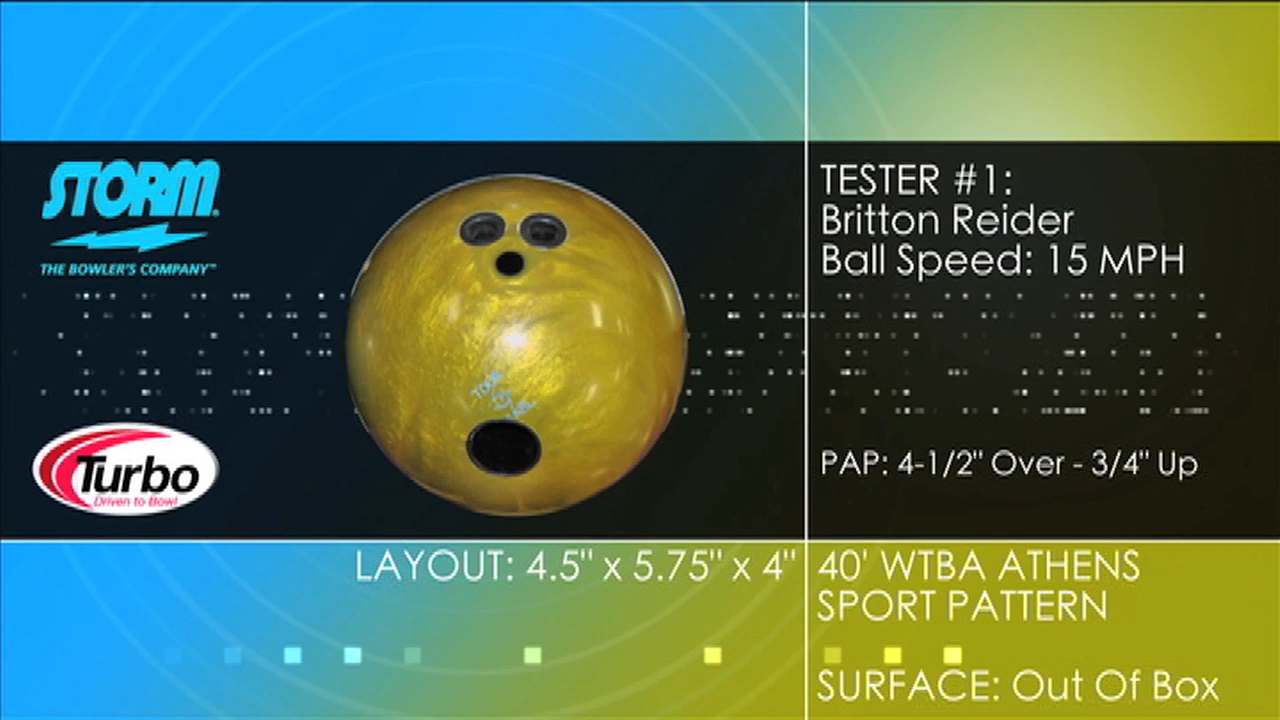 STORM
THE BOWLER'S COMPANY™
Turbo
Driven to Bowl
TESTER #1:
Britton Reider
Ball Speed: 15 MPH
PAP: 4-1/2" Over - 3/4" Up
LAYOUT: 4.5" x 5.75" x 4"
40' WTBA ATHENS
SPORT PATTERN
SURFACE: Out Of Box